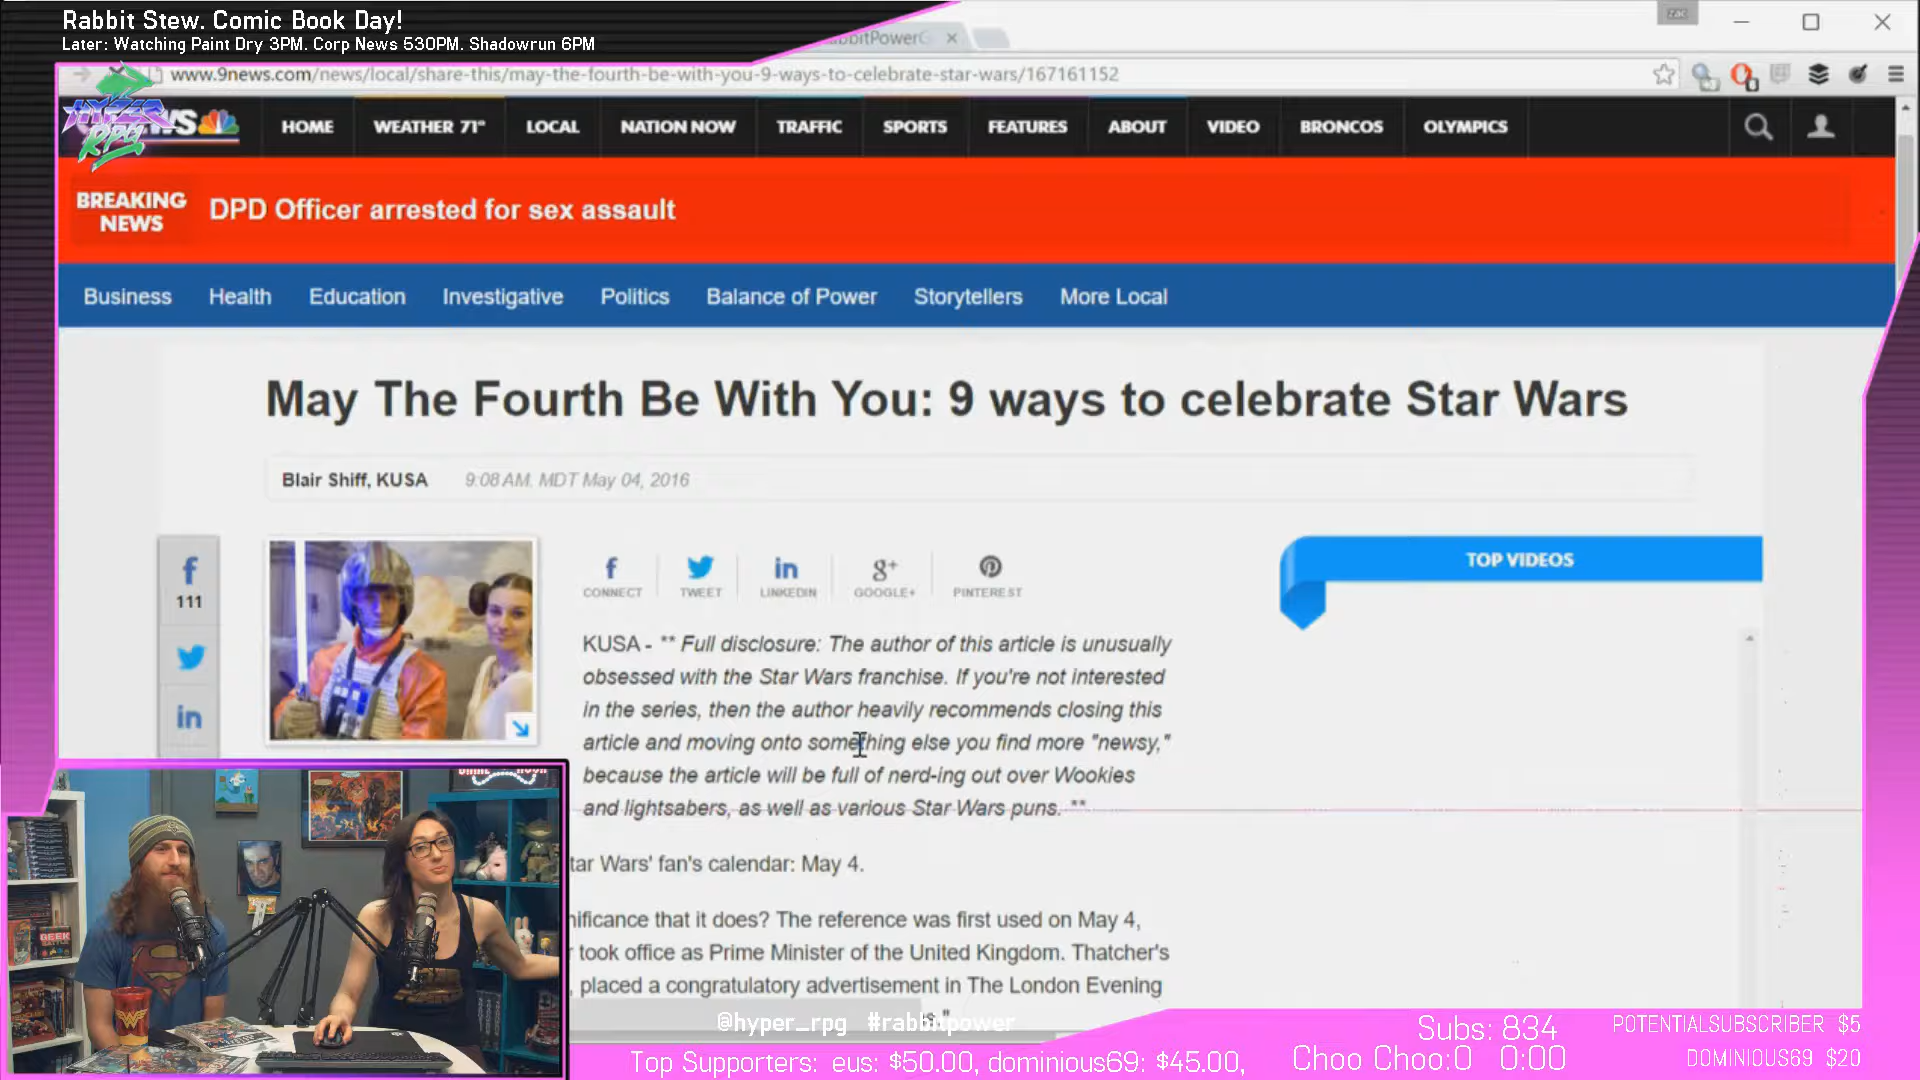 Rabbit Stew. Comic Book Day!
Later: Watching Paint Dry 3PM. Corp News 530PM. Shadowrun 6PM
zac
www.9news.com/news/local/share-this/may-the-fourth-be-with-you-9-ways-to-celebrate-star-wars/167161152
HYPER RPG
HOME WEATHER 71° LOCAL NATION NOW TRAFFIC SPORTS FEATURES ABOUT VIDEO BRONCOS OLYMPICS
BREAKING NEWS
DPD Officer arrested for sex assault
Business Health Education Investigative Politics Balance of Power Storytellers More Local
May The Fourth Be With You: 9 ways to celebrate Star Wars
Blair Shiff, KUSA 9:08 AM. MDT May 04, 2016
111
CONNECT TWEET LINKEDIN GOOGLE+ PINTEREST
TOP VIDEOS
KUSA - ** Full disclosure: The author of this article is unusually
obsessed with the Star Wars franchise. If you're not interested
in the series, then the author heavily recommends closing this
article and moving onto something else you find more "newsy,"
because the article will be full of nerd-ing out over Wookies
and lightsabers, as well as various Star Wars puns. **
tar Wars' fan's calendar: May 4.
nificance that it does? The reference was first used on May 4,
r took office as Prime Minister of the United Kingdom. Thatcher's
, placed a congratulatory advertisement in The London Evening
GEEK BATTLE
@hyper_rpg #rabbitpower
Top Supporters: eus: $50.00, dominious69: $45.00,
Subs: 834
Choo Choo:0 0:00
POTENTIALSUBSCRIBER $5
DOMINIOUS69 $20